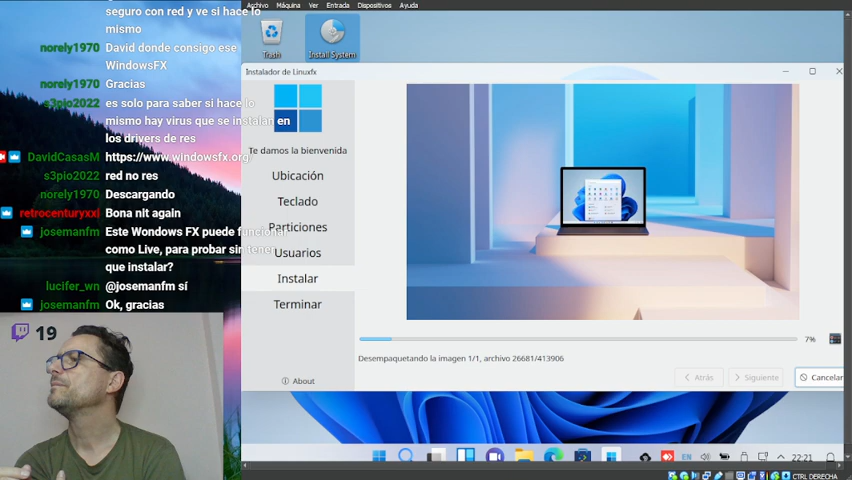 seguro con red y ve si hace lo
mismo
norely1970 David donde consigo ese
WindowsFX
norely1970 Gracias
s3pio2022 es solo para saber si hace lo
mismo hay virus que se instalan en
los drivers de res
DavidCasasM https://www.windowsfx.org/
s3pio2022 red no res
norely1970 Descargando
retrocenturyxxi Bona nit again
josemanfm Este Wondows FX puede funcionar
como Live, para probar sin tener
que instalar?
lucifer_wn @josemanfm sí
josemanfm Ok, gracias
19
Archivo Máquina Ver Entrada Dispositivos Ayuda
Trash
Install System
Instalador de Linuxfx
Te damos la bienvenida
Ubicación
Teclado
Particiones
Usuarios
Instalar
Terminar
About
7%
Desempaquetando la imagen 1/1, archivo 26681/413906
Atrás
Siguiente
Cancelar
EN
22:21
CTRL DERECHA